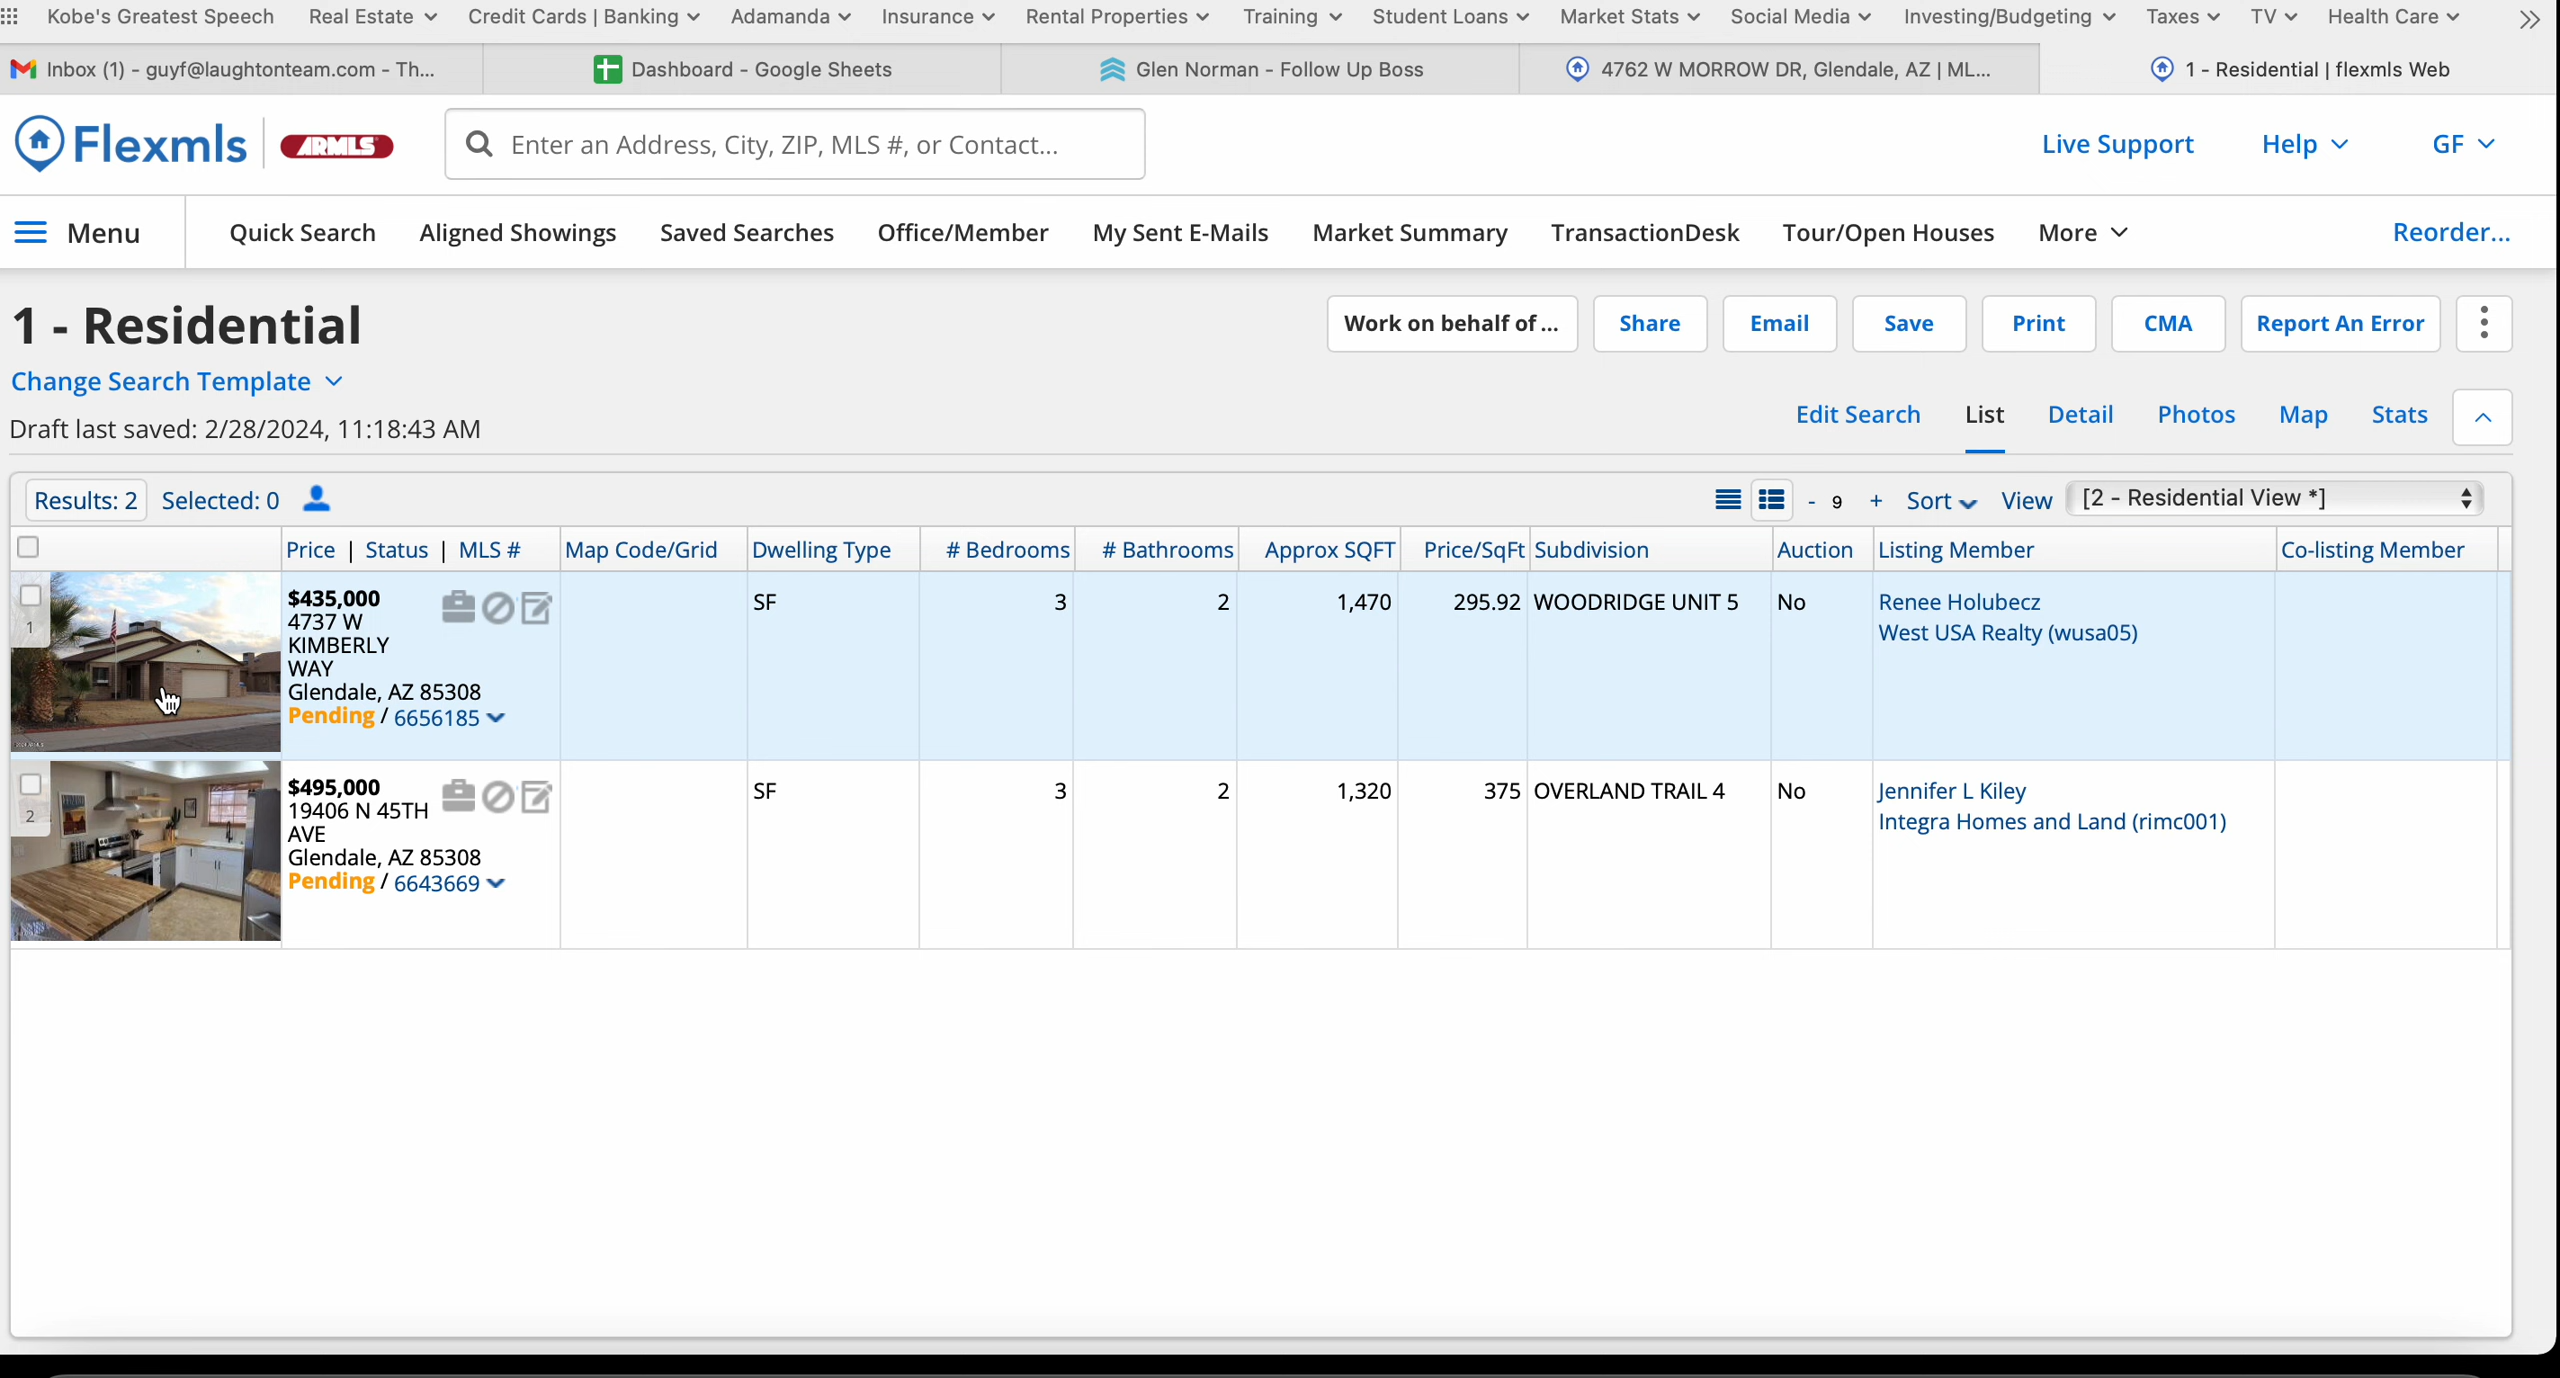 Kobe's Greatest Speech Real Estate Credit Cards | Banking Adamanda Insurance Rental Properties Training Student Loans Market Stats Social Media Investing/Budgeting Taxes TV Health Care
Inbox (1) - guyf@laughtonteam.com - Th... Dashboard - Google Sheets Glen Norman - Follow Up Boss 4762 W MORROW DR, Glendale, AZ | ML... 1 - Residential | flexmls Web
Flexmls ARMLS Enter an Address, City, ZIP, MLS #, or Contact... Live Support Help GF
Menu Quick Search Aligned Showings Saved Searches Office/Member My Sent E-Mails Market Summary TransactionDesk Tour/Open Houses More Reorder...
1 - Residential Work on behalf of ... Share Email Save Print CMA Report An Error
Change Search Template
Draft last saved: 2/28/2024, 11:18:43 AM Edit Search List Detail Photos Map Stats
Results: 2 Selected: 0 - 9 + Sort View [2 - Residential View *]
Price | Status | MLS # Map Code/Grid Dwelling Type # Bedrooms # Bathrooms Approx SQFT Price/SqFt Subdivision Auction Listing Member Co-listing Member
1 $435,000 SF 3 2 1,470 295.92 WOODRIDGE UNIT 5 No Renee Holubecz
4737 W West USA Realty (wusa05)
KIMBERLY
WAY
Glendale, AZ 85308
Pending / 6656185
2 $495,000 SF 3 2 1,320 375 OVERLAND TRAIL 4 No Jennifer L Kiley
19406 N 45TH Integra Homes and Land (rimc001)
AVE
Glendale, AZ 85308
Pending / 6643669